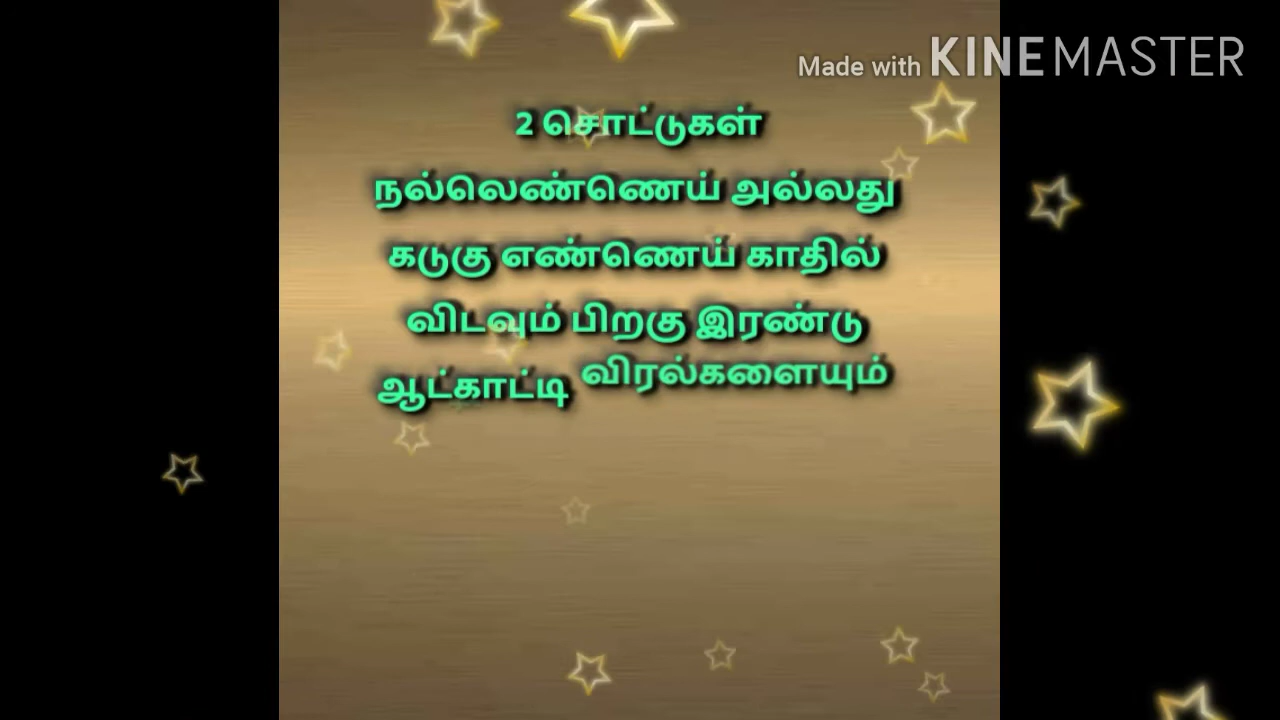 Made with KINEMASTER
2 சொட்டுகள்
நல்லெண்ணெய் அல்லது
கடுகு எண்ணெய் காதில்
விடவும் பிறகு இரண்டு
ஆட்காட்டி விரல்களையும்